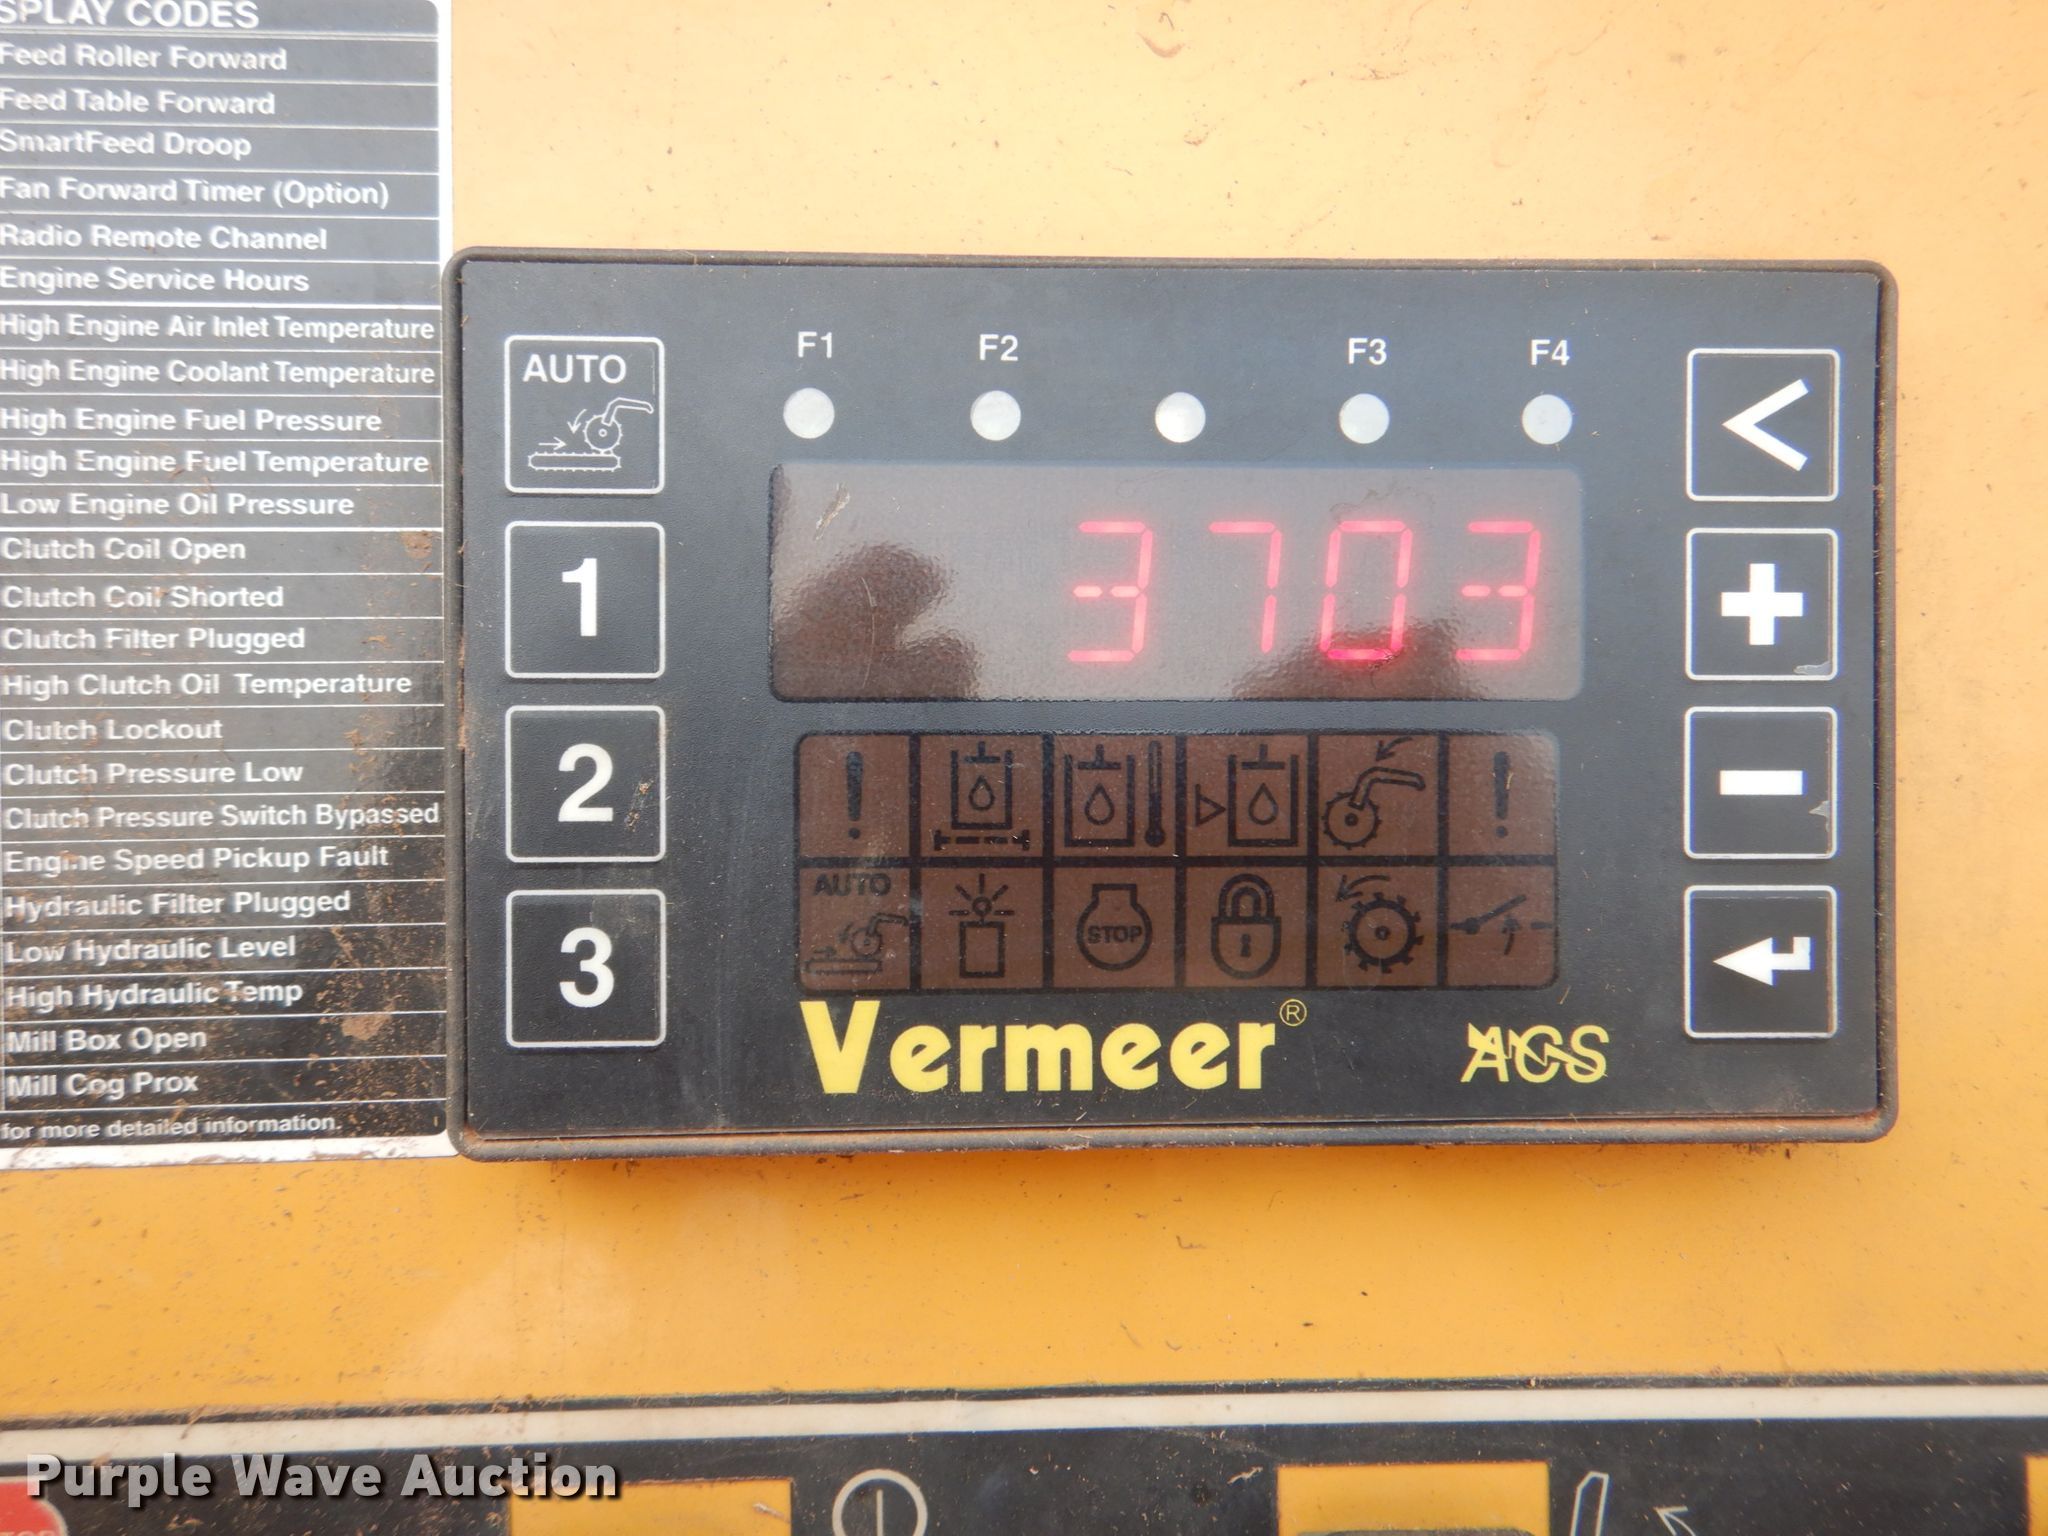 SPLAY CODES
Feed Roller Forward
Feed Table Forward
SmartFeed Droop
Fan Forward Timer (Option)
Radio Remote Channel
Engine Service Hours
High Engine Air Inlet Temperature
High Engine Coolant Temperature
High Engine Fuel Pressure
High Engine Fuel Temperature
Low Engine Oil Pressure
Clutch Coil Open
Clutch Coil Shorted
Clutch Filter Plugged
High Clutch Oil Temperature
Clutch Lockout
Clutch Pressure Low
Clutch Pressure Switch Bypassed
Engine Speed Pickup Fault
Hydraulic Filter Plugged
Low Hydraulic Level
High Hydraulic Temp
Mill Box Open
Mill Cog Prox
for more detailed information.
AUTO
1
2
3
F1 F2 F3 F4
3703
! !
AUTO STOP
Vermeer® ACS
< + -
Purple Wave Auction